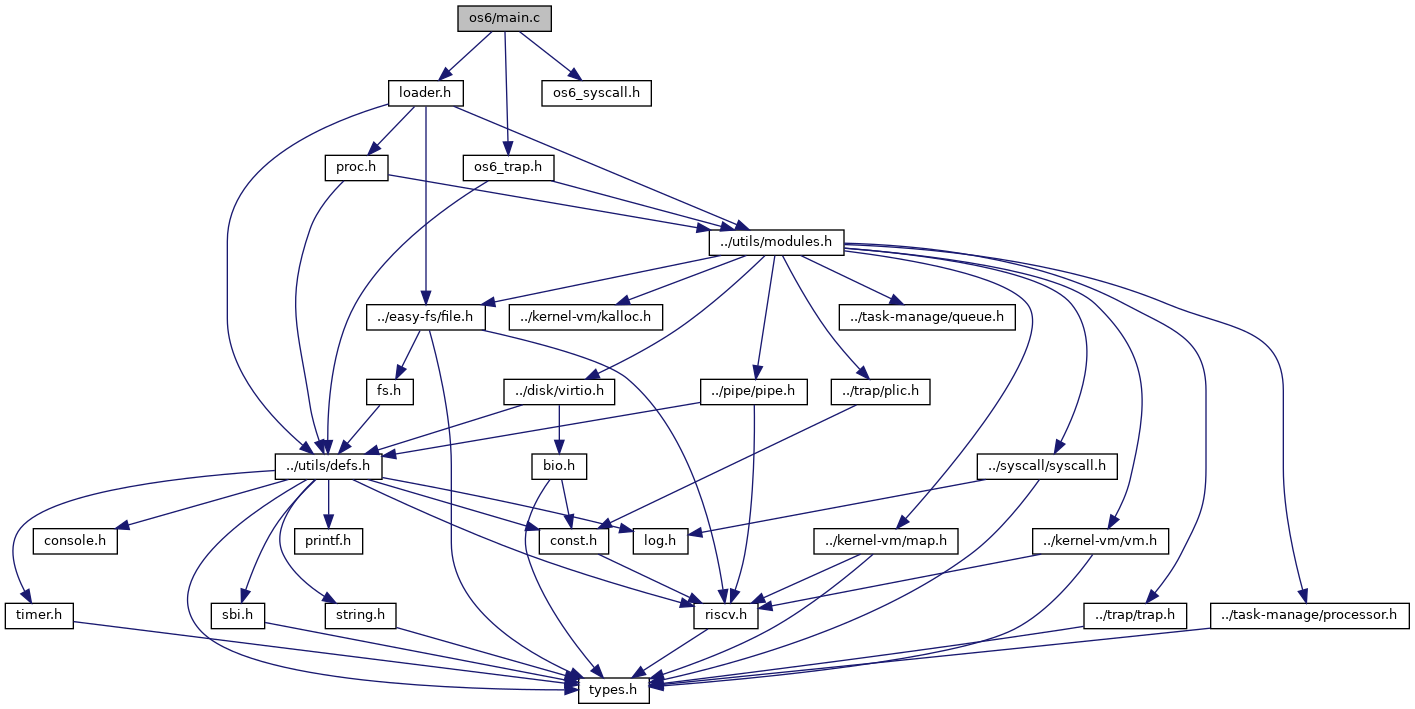 os6/main.c
loader.h
os6_syscall.h
proc.h
os6_trap.h
../utils/modules.h
../easy-fs/file.h
../kernel-vm/kalloc.h
../task-manage/queue.h
fs.h
../disk/virtio.h
../pipe/pipe.h
../trap/plic.h
../utils/defs.h
bio.h
../syscall/syscall.h
console.h
printf.h
const.h
log.h
../kernel-vm/map.h
../kernel-vm/vm.h
timer.h
sbi.h
string.h
riscv.h
../trap/trap.h
../task-manage/processor.h
types.h